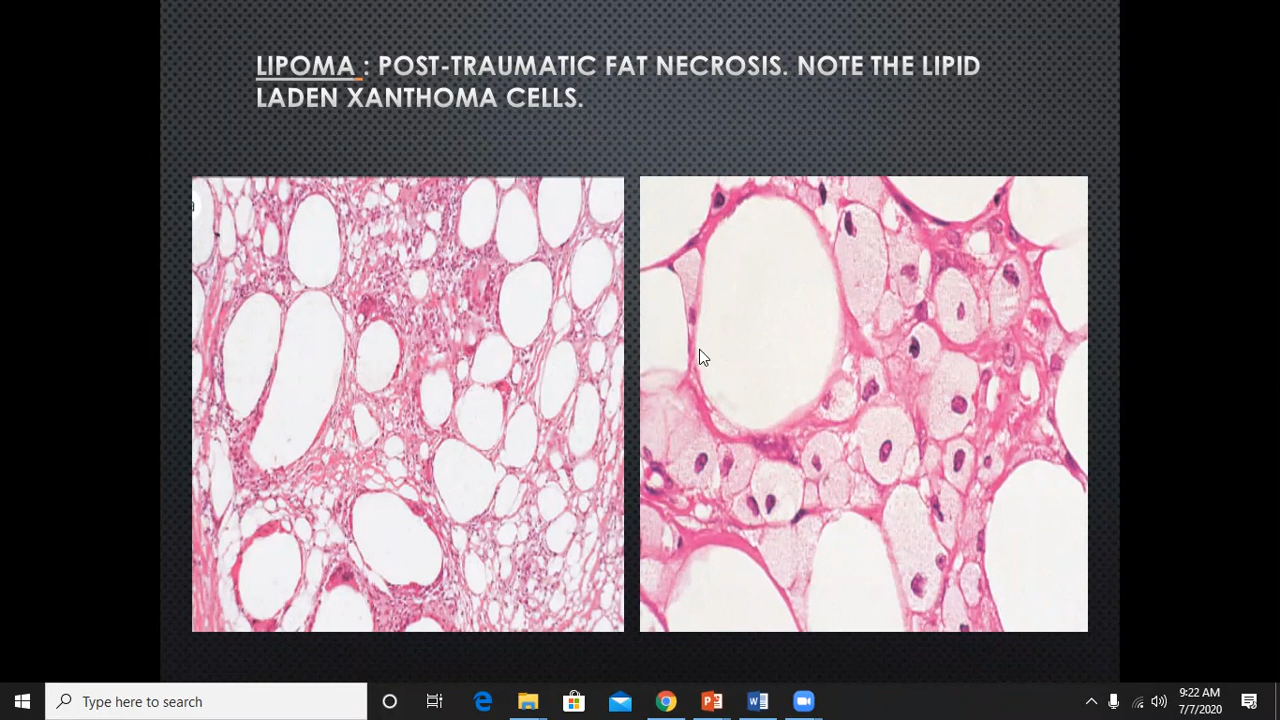 LIPOMA : POST-TRAUMATIC FAT NECROSIS. NOTE THE LIPID
LADEN XANTHOMA CELLS.
Type here to search
9:22 AM
7/7/2020